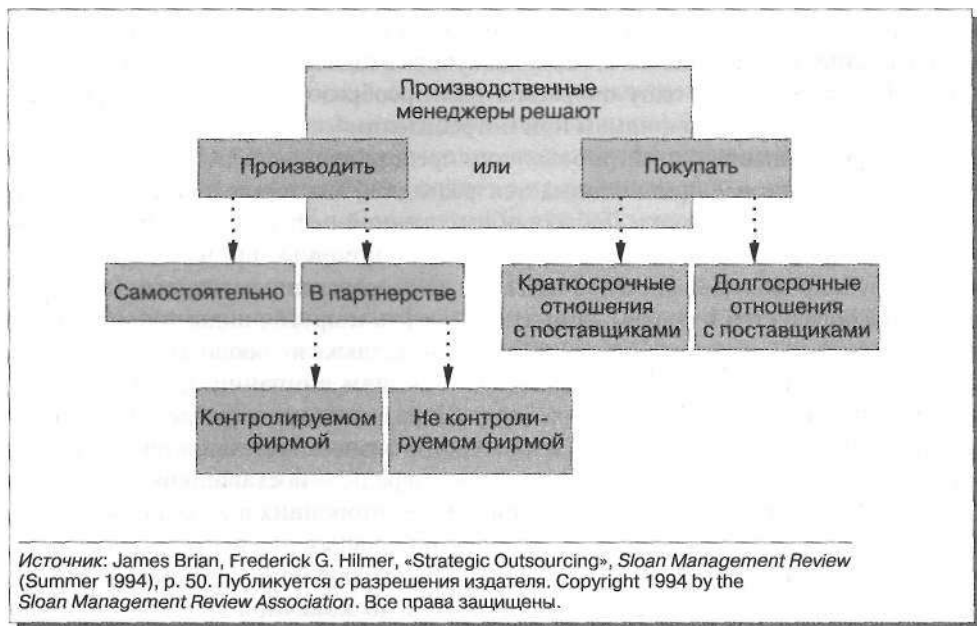 Производственные
менеджеры решают
Производить или Покупать
Самостоятельно
В партнерстве
Краткосрочные
отношения
с поставщиками
Долгосрочные
отношения
с поставщиками
Контролируемом
фирмой
Не контроли-
руемом фирмой
Источник: James Brian, Frederick G. Hilmer, «Strategic Outsourcing», Sloan Management Review
(Summer 1994), p. 50. Публикуется с разрешения издателя. Copyright 1994 by the
Sloan Management Review Association. Все права защищены.